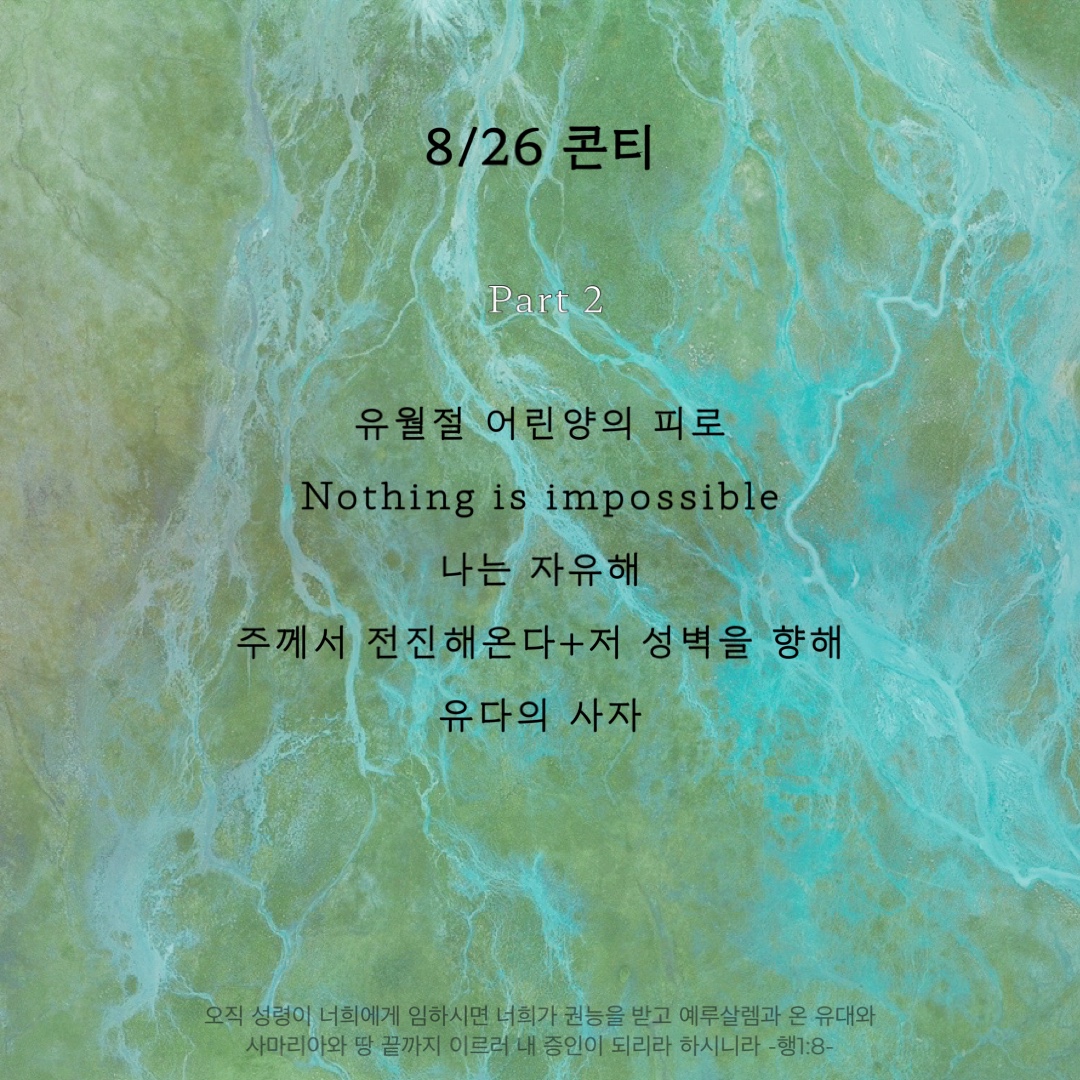 8/26 콘티
Part 2
유월절 어린양의 피로
Nothing is impossible
나는 자유해
주께서 전진해온다+저 성벽을 향해
유다의 사자
오직 성령이 너희에게 임하시면 너희가 권능을 받고 예루살렘과 온 유대와
사마리아와 땅 끝까지 이르러 내 증인이 되리라 하시니라 -행1:8-